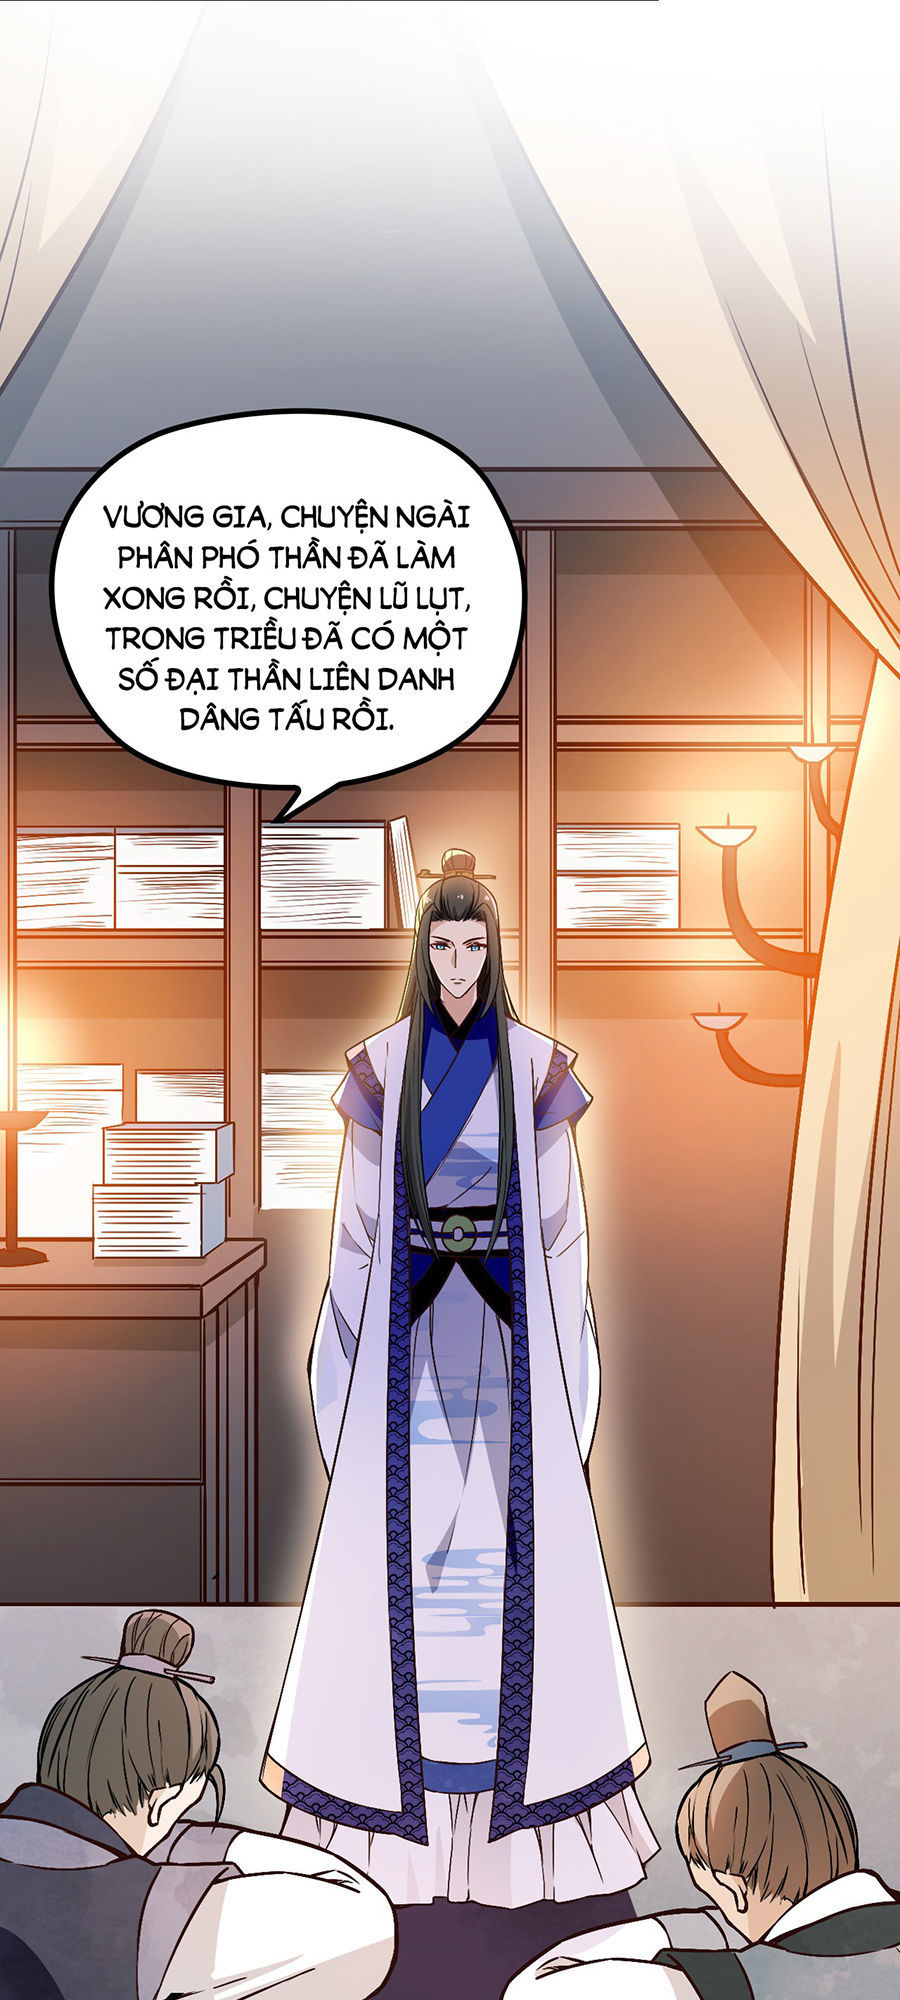 VƯƠNG GIA, CHUYỆN NGÀI
PHÂN PHÓ THẦN ĐÃ LÀM
XONG RỒI, CHUYỆN LŨ LỤT,
TRONG TRIỀU ĐÃ CÓ MỘT
SỐ ĐẠI THẦN LIÊN DANH
DÂNG TẤU RỒI.